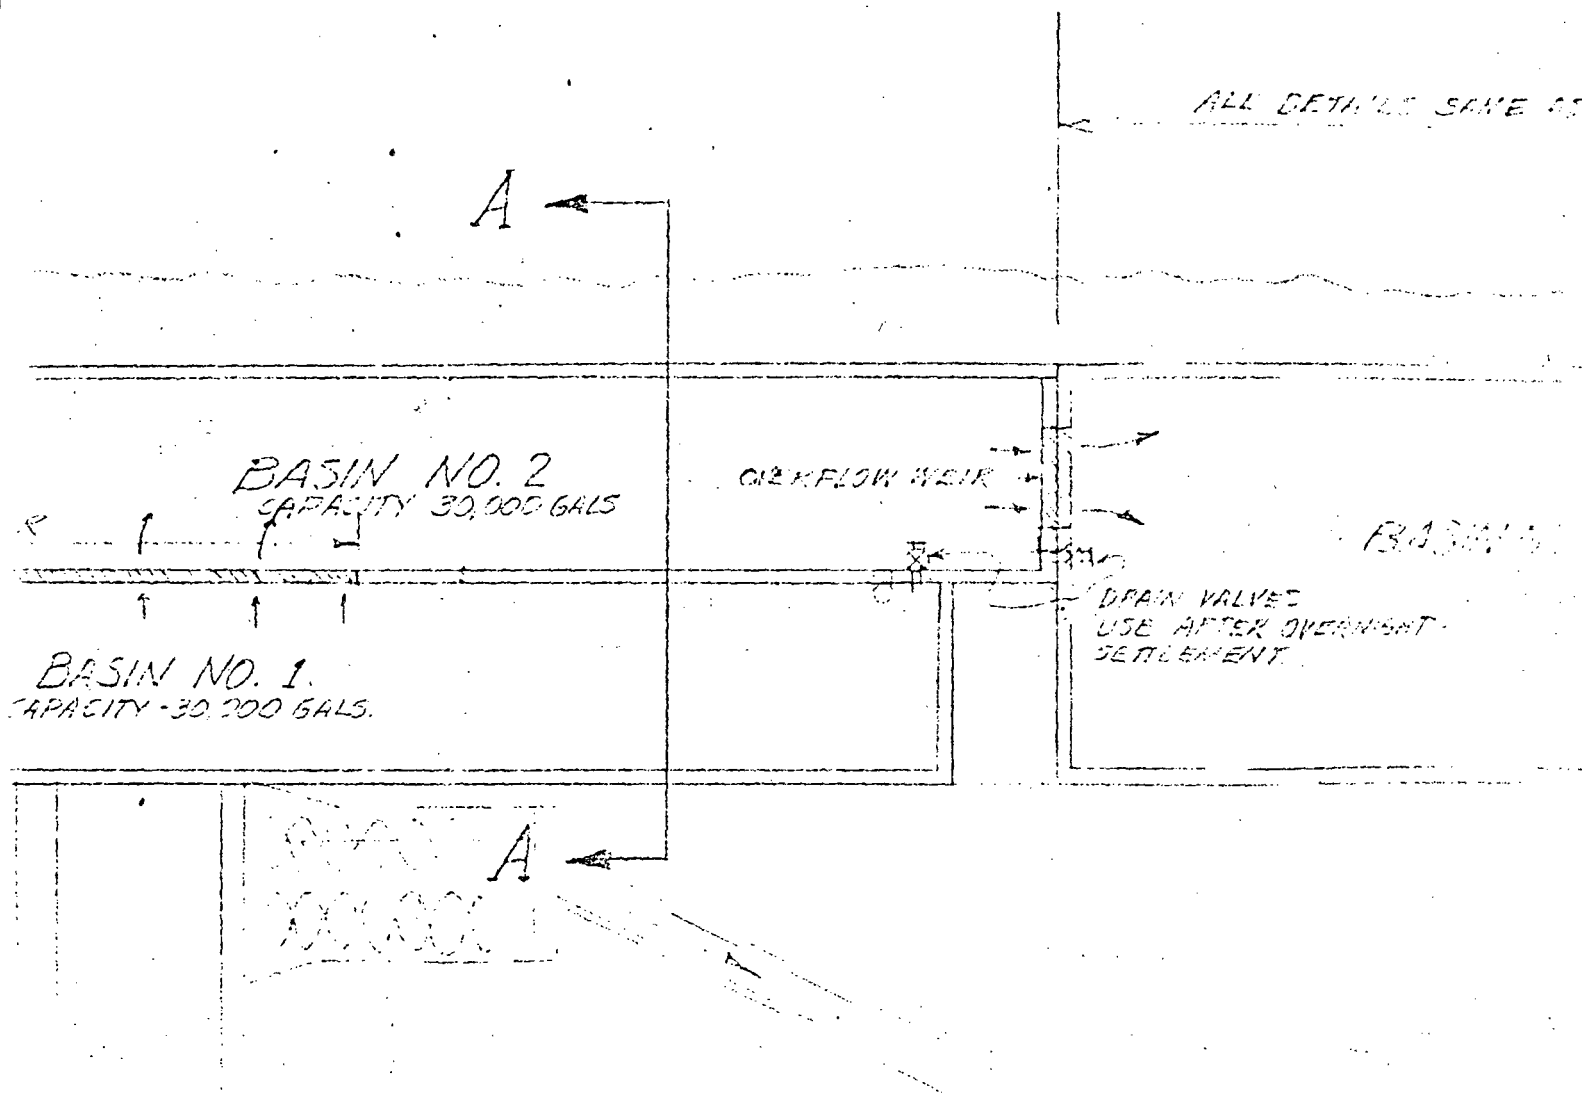 ALL DETAILS SAME AS
A
BASIN NO. 2
CAPACITY 30,000 GALS
OVERFLOW WEIR
R
BASIN
DRAIN VALVES
USE AFTER OVERNIGHT
SETTLEMENT.
BASIN NO. 1.
CAPACITY - 30,000 GALS.
A